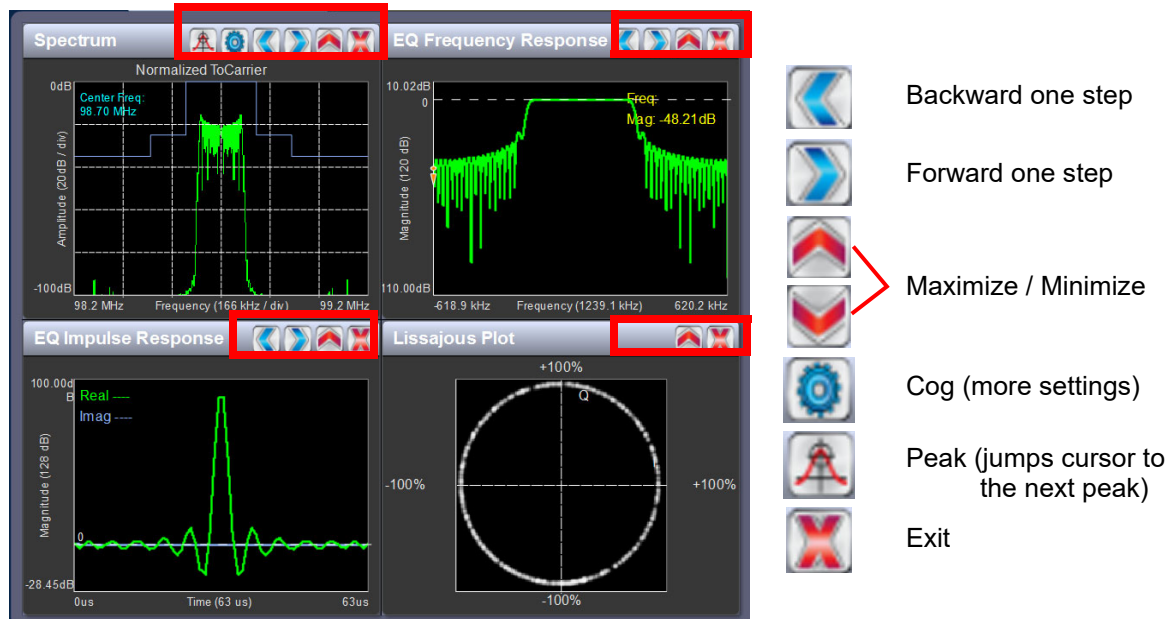 Spectrum
Normalized ToCarrier
0dB
Center Freq:
98.70 MHz
Amplitude (20dB / div)
-100dB
98.2 MHz Frequency (166 kHz / div) 99.2 MHz
EQ Frequency Response
10.02dB
0
Freq:
Mag: -48.21dB
Magnitude (120 dB)
110.00dB
-618.9 kHz Frequency (1239.1 kHz) 620.2 kHz
EQ Impulse Response
100.00d
B
Real ----
Imag ----
Magnitude (128 dB)
0
-28.45dB
0us Time (63 us) 63us
Lissajous Plot
+100%
Q
-100% +100%
-100%
Backward one step
Forward one step
Maximize / Minimize
Cog (more settings)
Peak (jumps cursor to
the next peak)
Exit